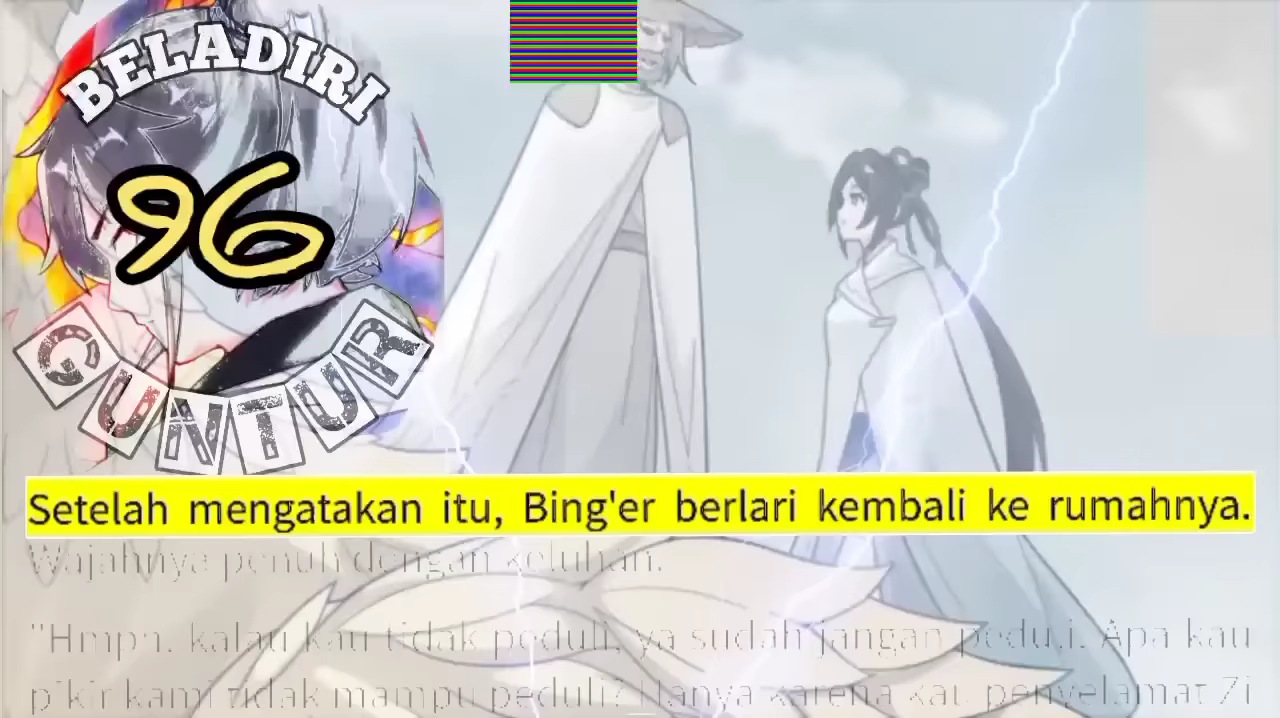 BELADIRI
96
GUNTUR
Setelah mengatakan itu, Bing'er berlari kembali ke rumahnya.
Wajahnya penuh dengan keluhan.
"Hmph. kalau kau tidak peduli, ya sudah jangan peduli. Apa kau
pikir kami tidak mampu peduli? Hanya karena kau penyelamat Zi